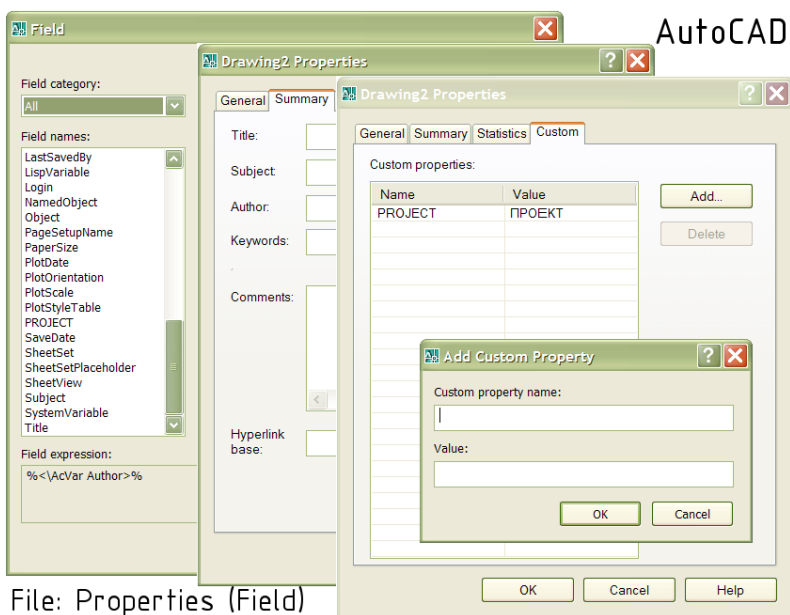 Field
AutoCAD
Field category:
All
Field names:
LastSavedBy
LispVariable
Login
NamedObject
Object
PageSetupName
PaperSize
PlotDate
PlotOrientation
PlotScale
PlotStyleTable
PROJECT
SaveDate
SheetSet
SheetSetPlaceholder
SheetView
Subject
SystemVariable
Title
Field expression:
%<\AcVar Author>%
Drawing2 Properties
General Summary
Title:
Subject:
Author:
Keywords:
Comments:
Hyperlink
base:
Drawing2 Properties
General Summary Statistics Custom
Custom properties:
Name Value
PROJECT ПРОЕКТ
Add...
Delete
Add Custom Property
Custom property name:
Value:
OK Cancel
OK Cancel Help
File: Properties (Field)